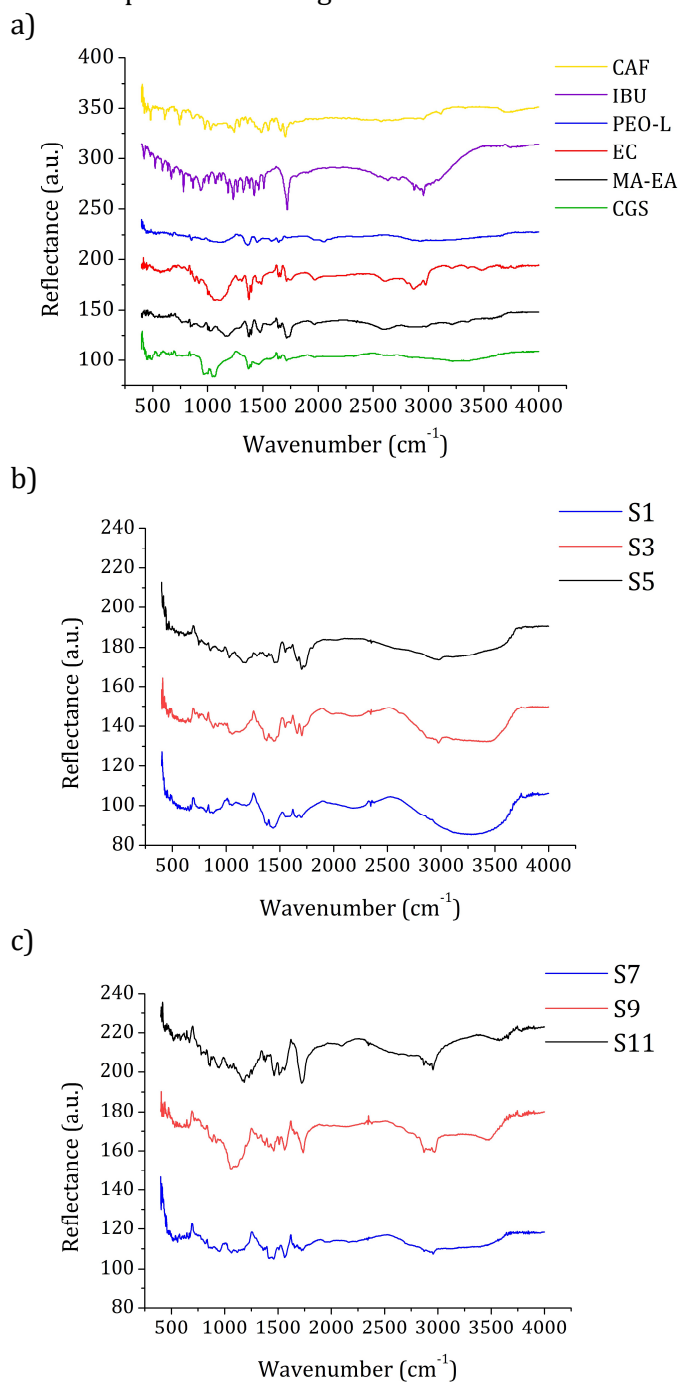 a)
400
350
300
250
200
150
100
Reflectance (a.u.)
500 1000 1500 2000 2500 3000 3500 4000
Wavenumber (cm⁻¹)
CAF
IBU
PEO-L
EC
MA-EA
CGS
b)
240
220
200
180
160
140
120
100
80
Reflectance (a.u.)
500 1000 1500 2000 2500 3000 3500 4000
Wavenumber (cm⁻¹)
S1
S3
S5
c)
240
220
200
180
160
140
120
100
80
Reflectance (a.u.)
500 1000 1500 2000 2500 3000 3500 4000
Wavenumber (cm⁻¹)
S7
S9
S11